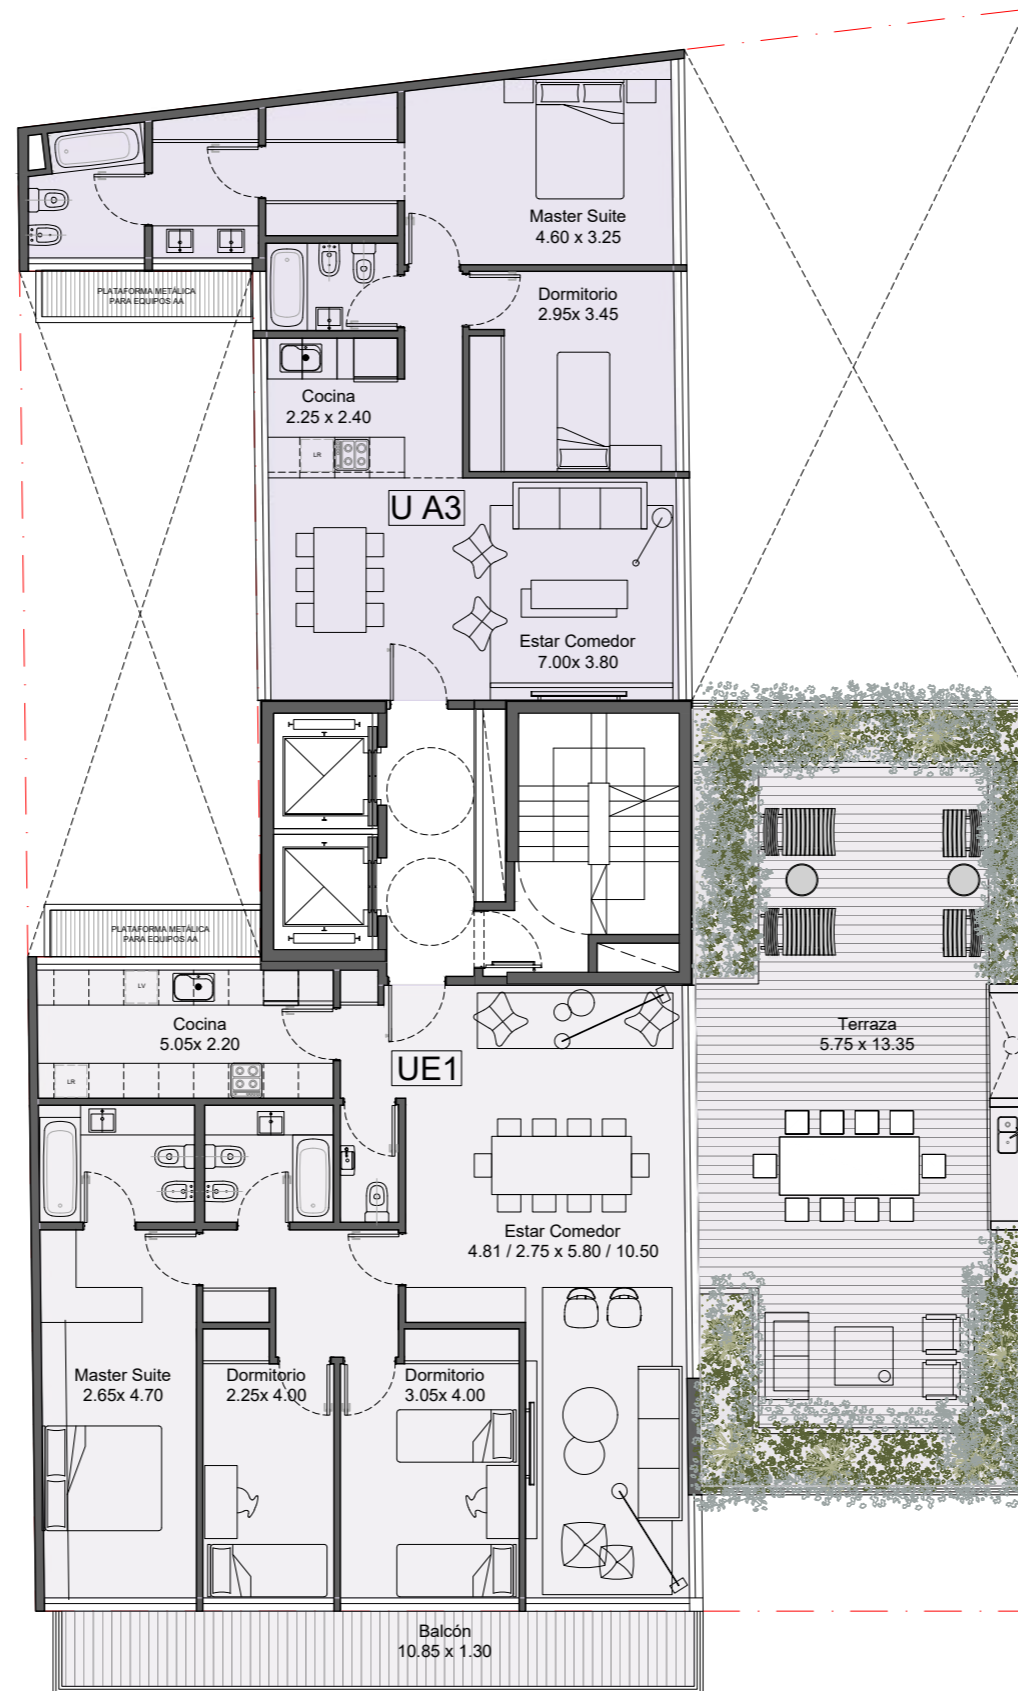 Master Suite
4.60 x 3.25
PLATAFORMA METÁLICA
PARA EQUIPOS AA
Dormitorio
2.95x 3.45
Cocina
2.25 x 2.40
LR
U A3
Estar Comedor
7.00x 3.80
PLATAFORMA METÁLICA
PARA EQUIPOS AA
LV
Cocina
5.05x 2.20
Terraza
5.75 x 13.35
UE1
LR
Estar Comedor
4.81 / 2.75 x 5.80 / 10.50
Master Suite
2.65x 4.70
Dormitorio
2.25x 4.00
Dormitorio
3.05x 4.00
Balcón
10.85 x 1.30